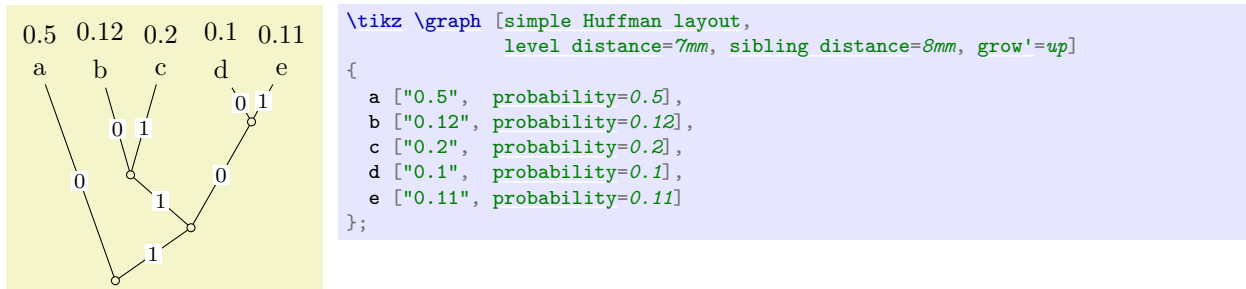 0.5 0.12 0.2 0.1 0.11
a b c d e
0 1
0 1
0 0
1
1
\tikz \graph [simple Huffman layout,
level distance=7mm, sibling distance=8mm, grow'=up]
{
a ["0.5", probability=0.5],
b ["0.12", probability=0.12],
c ["0.2", probability=0.2],
d ["0.1", probability=0.1],
e ["0.11", probability=0.11]
};